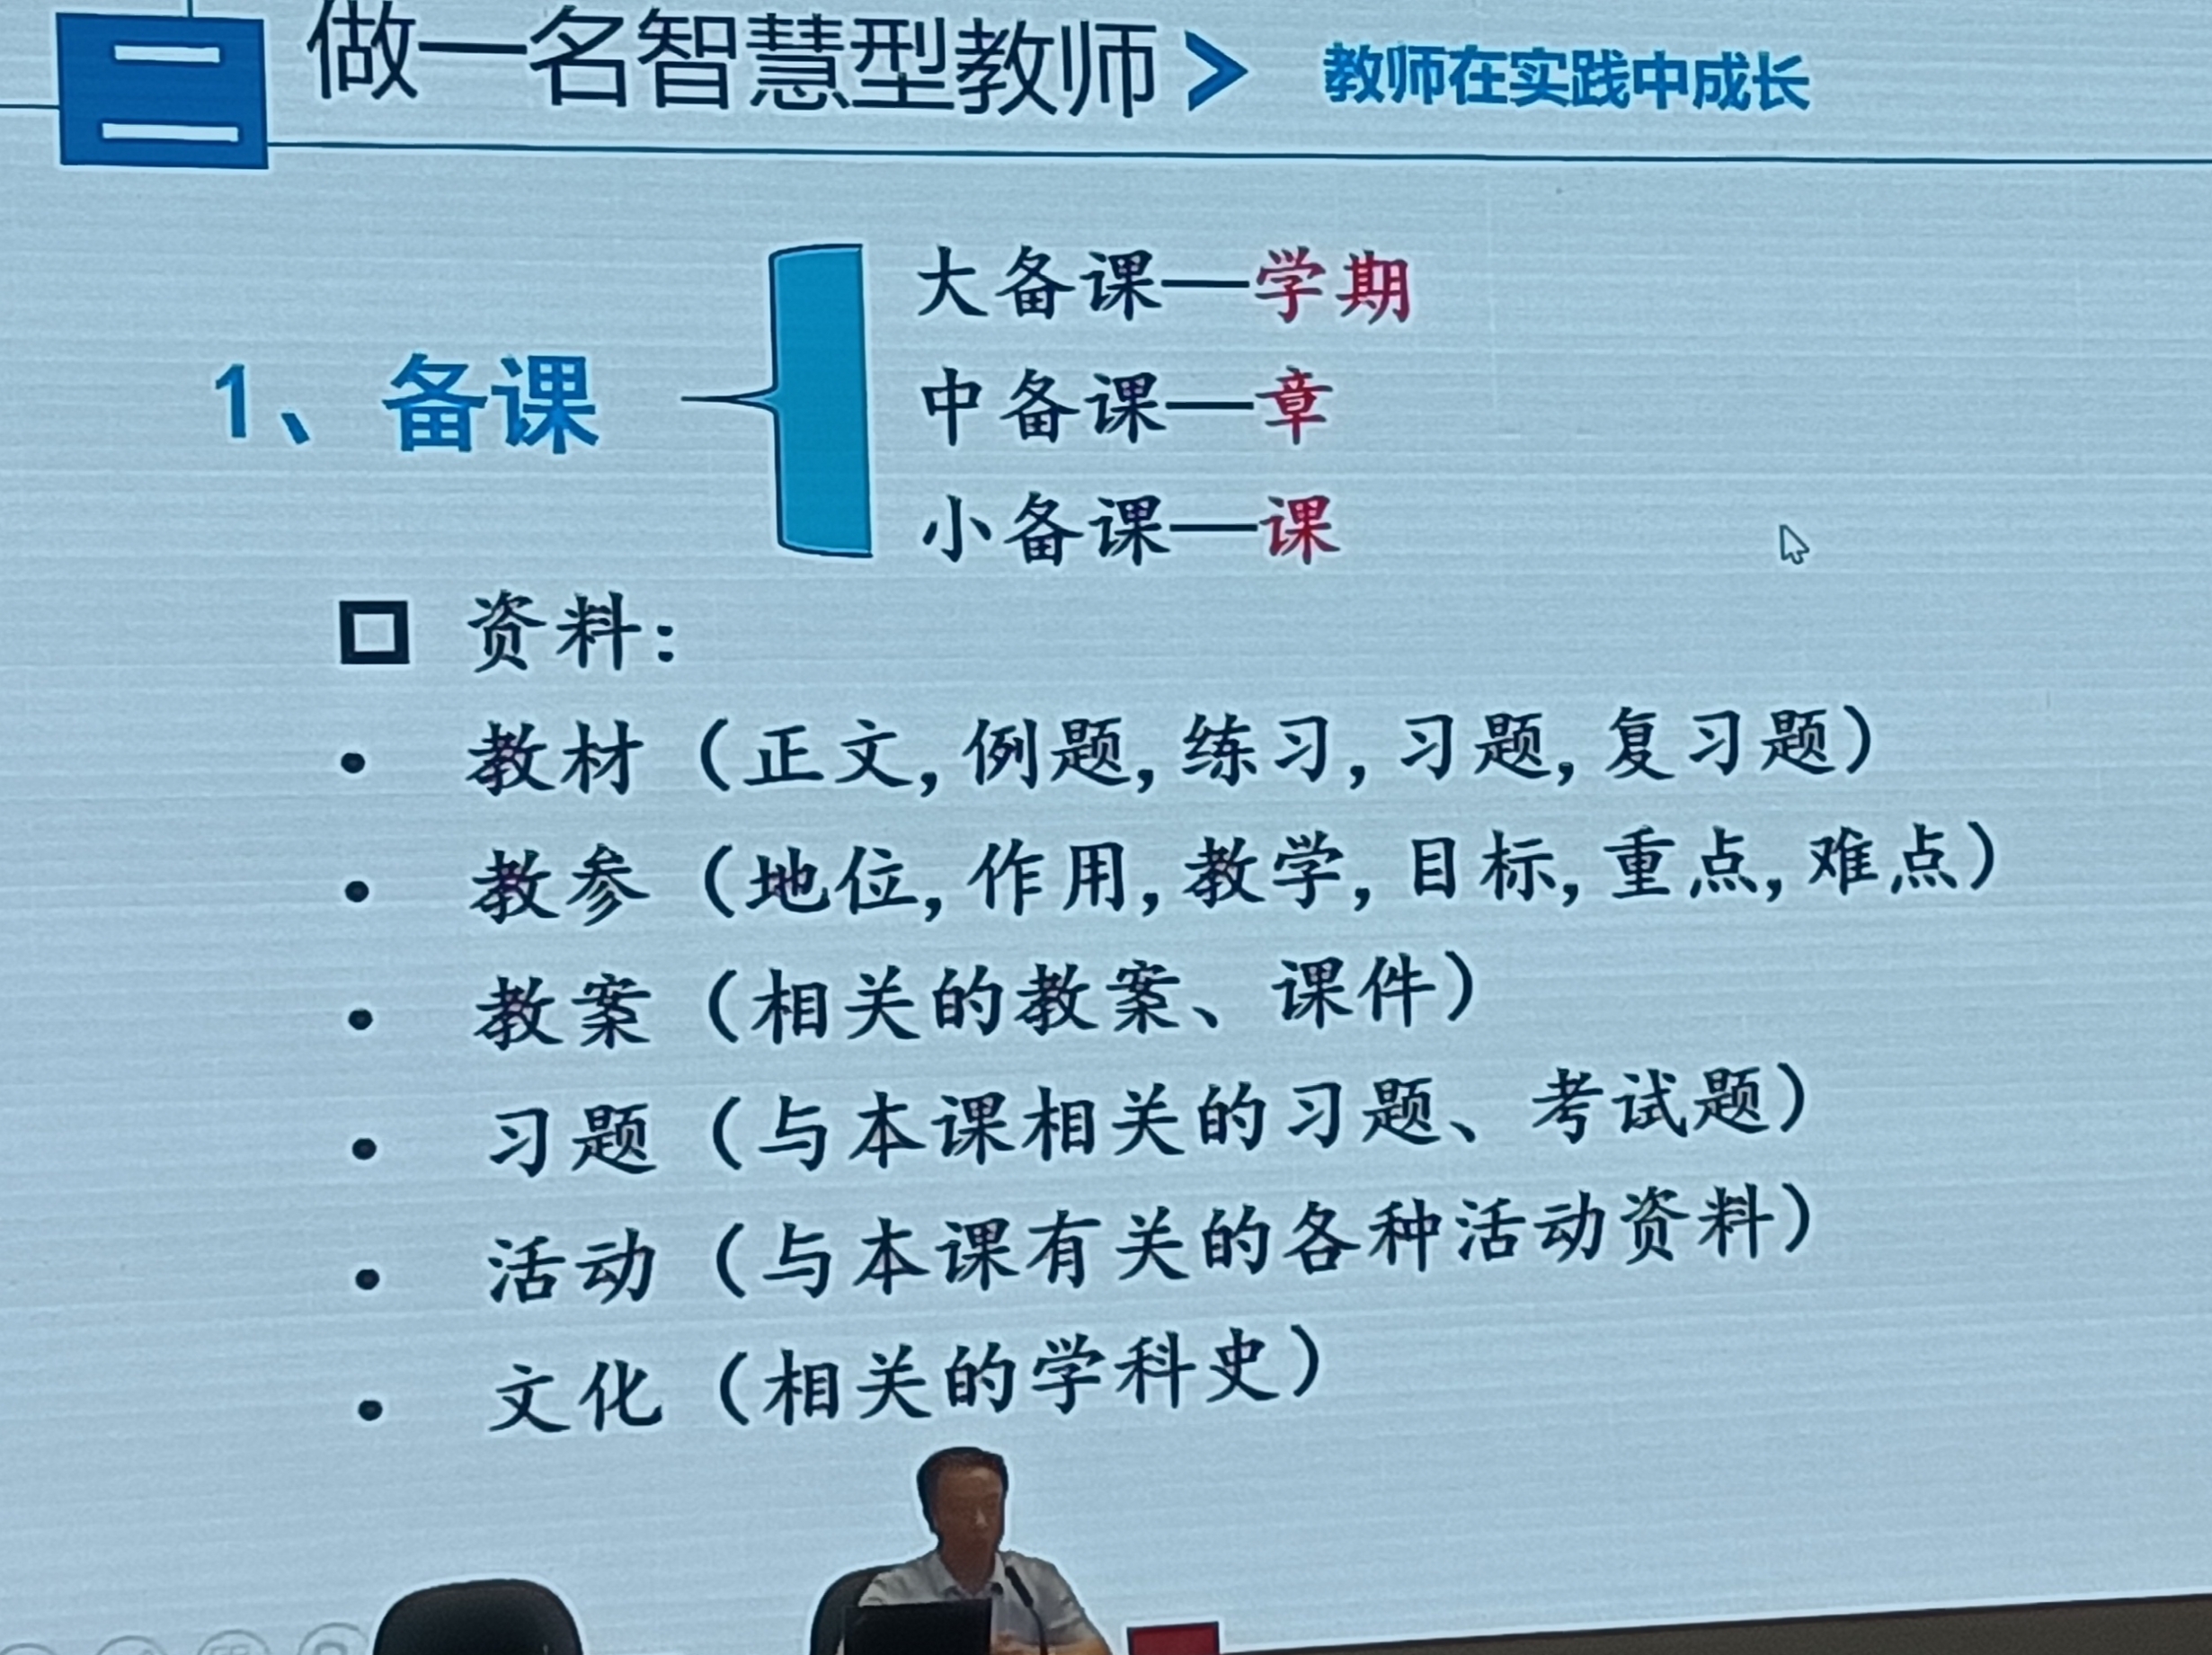 二 做一名智慧型教师 > 教师在实践中成长
大备课—学期
1、备课
中备课—章
小备课—课
资料：
• 教材（正文,例题,练习,习题,复习题）
• 教参（地位,作用,教学,目标,重点,难点）
• 教案（相关的教案、课件）
• 习题（与本课相关的习题、考试题）
• 活动（与本课有关的各种活动资料）
• 文化（相关的学科史）